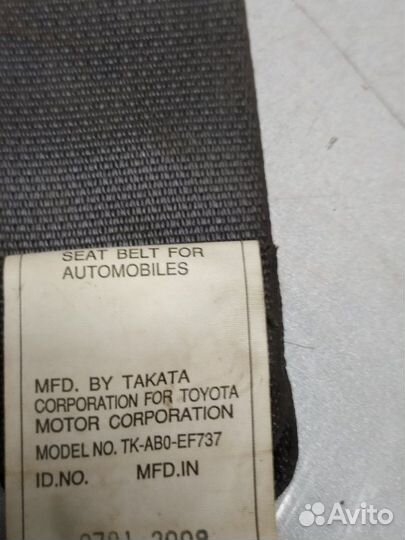 SEAT BELT FOR
AUTOMOBILES
MFD. BY TAKATA
CORPORATION FOR TOYOTA
MOTOR CORPORATION
MODEL NO. TK-AB0-EF737
ID.NO. MFD.IN
Avito